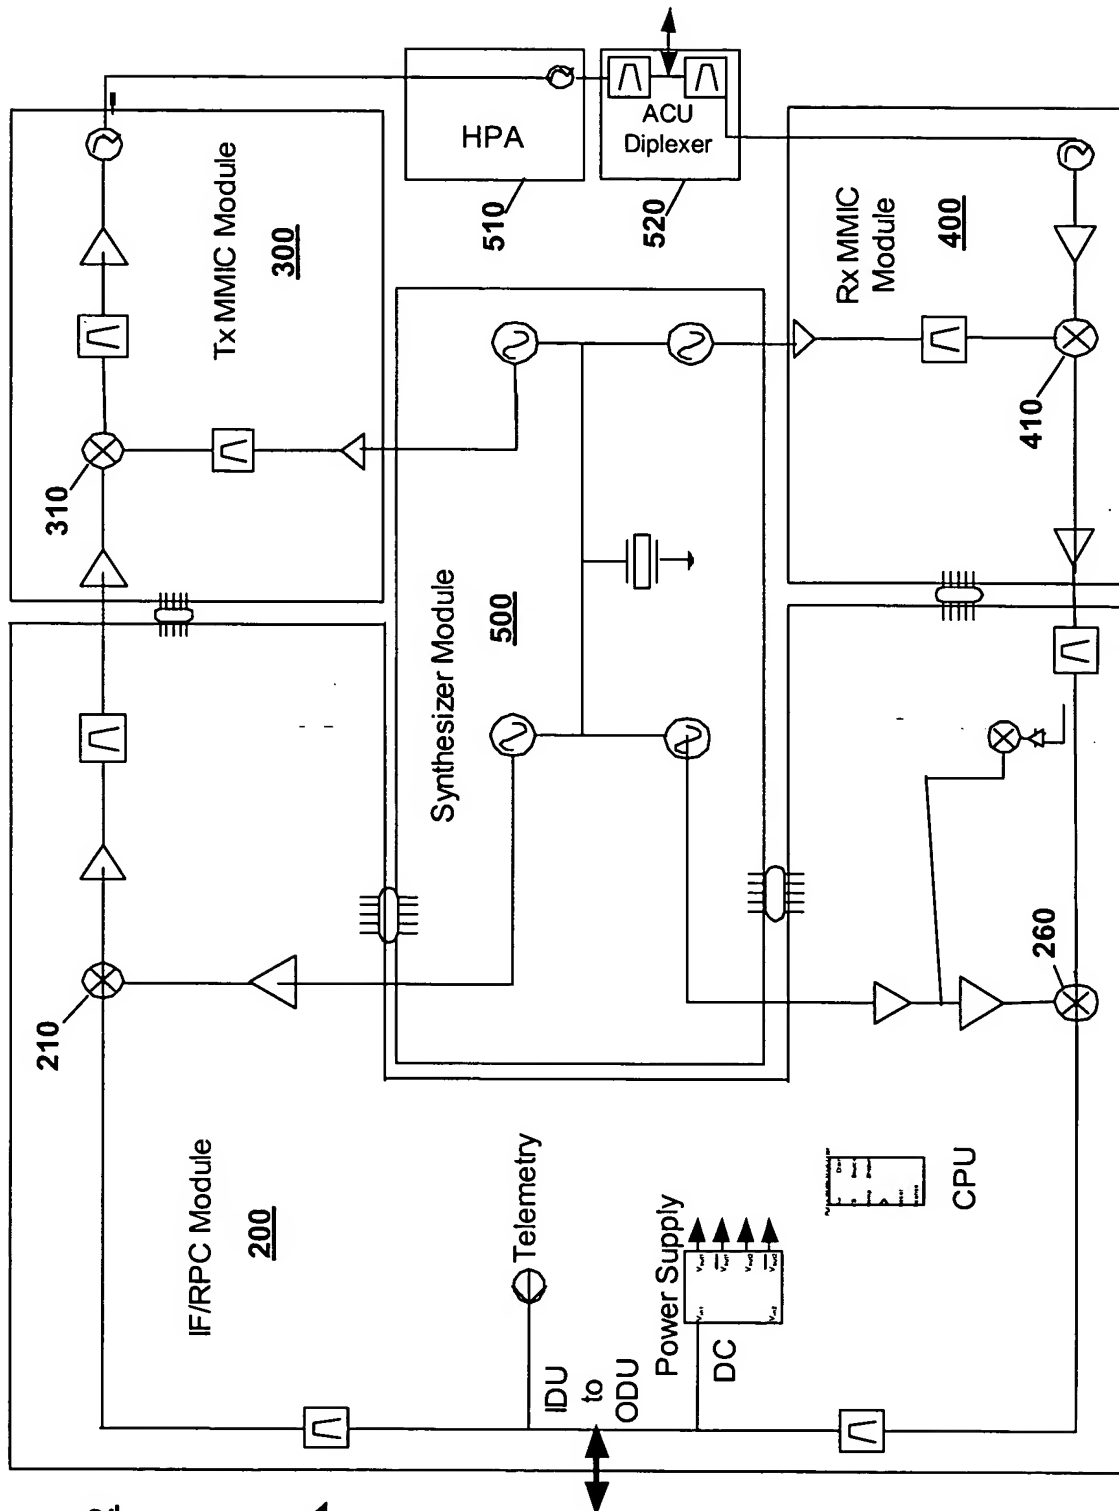 IF/RPC Module
200
210
Telemetry
IDU
to
ODU
Power Supply
DC
CPU
260
Synthesizer Module
500
310
Tx MMIC Module
300
HPA
510
ACU
Diplexer
520
Rx MMIC
Module
400
410